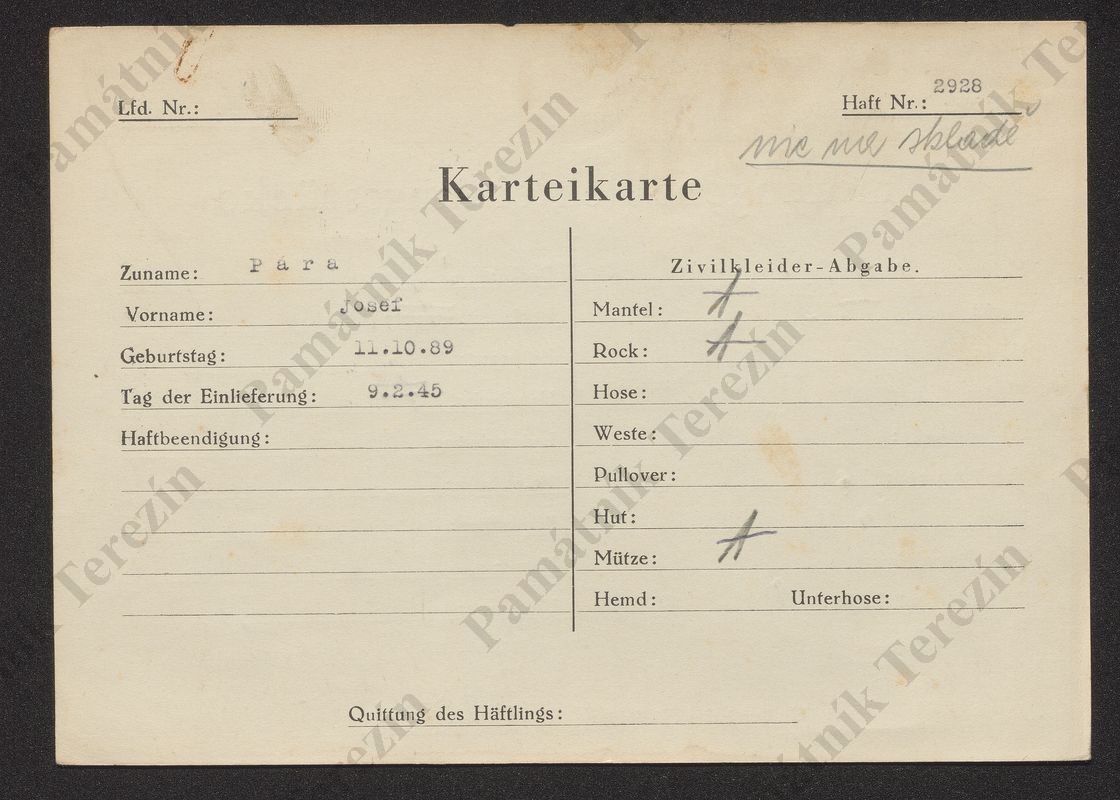 Lfd. Nr.:
Haft Nr.: 2928
nic na skladě
Karteikarte
Zuname: Pára
Vorname: Josef
Geburtstag: 11.10.89
Tag der Einlieferung: 9.2.45
Haftbeendigung:
Zivilkleider-Abgabe.
Mantel: 1
Rock: 1
Hose:
Weste:
Pullover:
Hut:
Mütze: 1
Hemd: Unterhose:
Quittung des Häftlings:
Památník Terezín